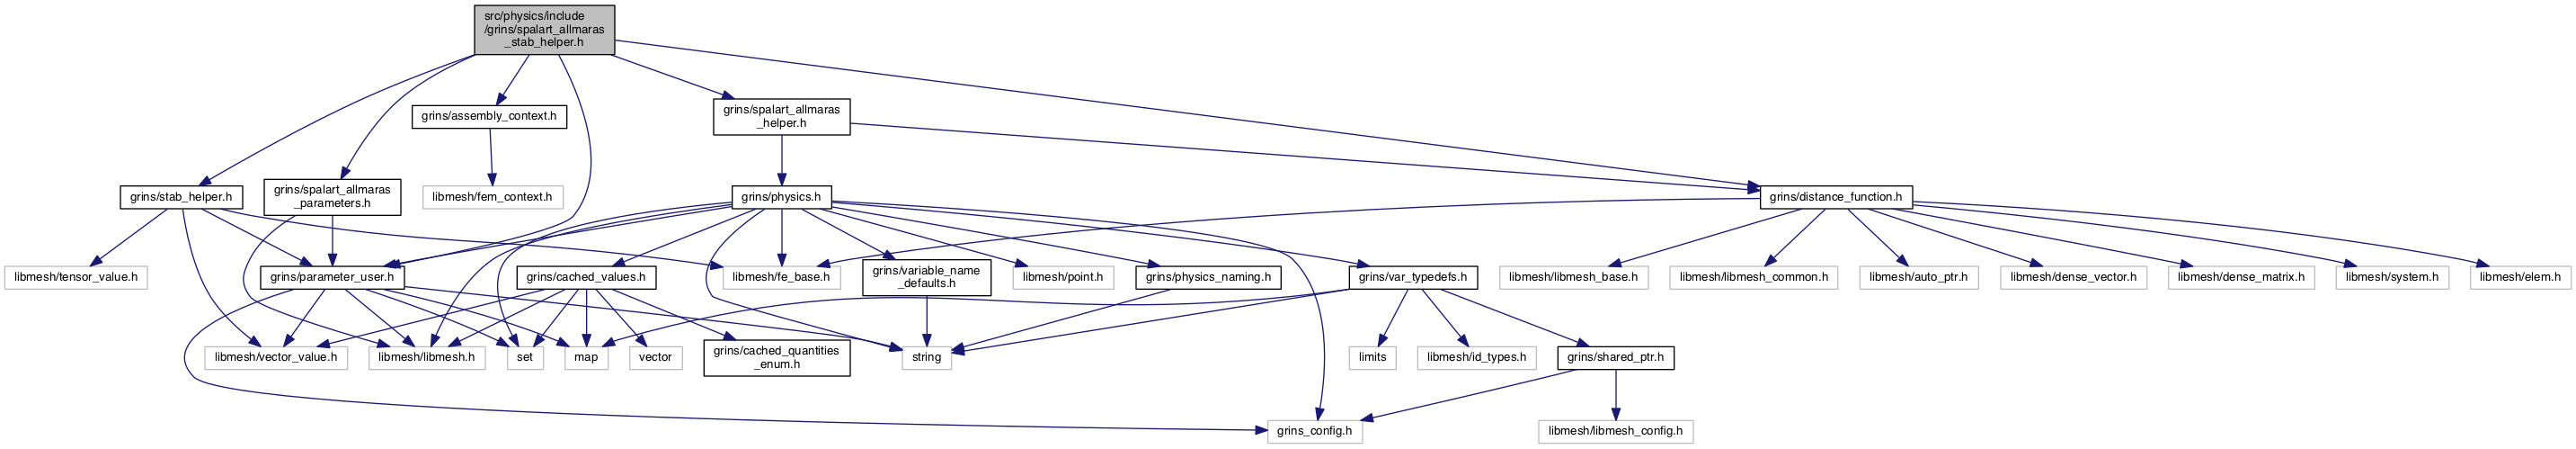 src/physics/include
/grins/spalart_allmaras
_stab_helper.h
grins/assembly_context.h
grins/spalart_allmaras
_helper.h
grins/stab_helper.h
grins/spalart_allmaras
_parameters.h
libmesh/fem_context.h
grins/physics.h
grins/distance_function.h
libmesh/tensor_value.h
grins/parameter_user.h
grins/cached_values.h
libmesh/fe_base.h
grins/variable_name
_defaults.h
libmesh/point.h
grins/physics_naming.h
grins/var_typedefs.h
libmesh/libmesh_base.h
libmesh/libmesh_common.h
libmesh/auto_ptr.h
libmesh/dense_vector.h
libmesh/dense_matrix.h
libmesh/system.h
libmesh/elem.h
libmesh/vector_value.h
libmesh/libmesh.h
set
map
vector
grins/cached_quantities
_enum.h
string
limits
libmesh/id_types.h
grins/shared_ptr.h
grins_config.h
libmesh/libmesh_config.h